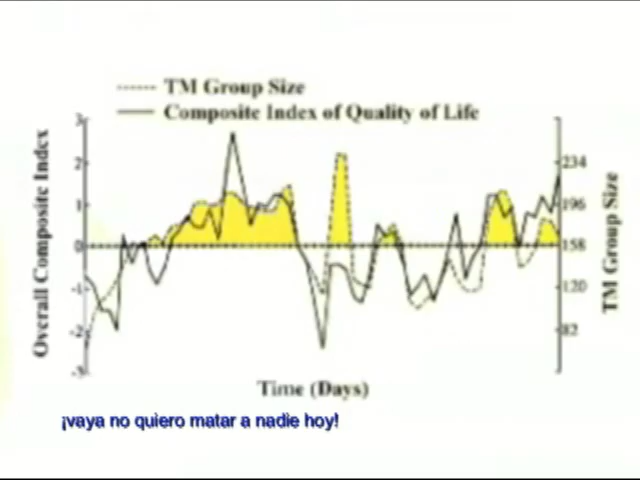 TM Group Size
Composite Index of Quality of Life
Overall Composite Index
TM Group Size
3
2
1
0
-1
-2
-3
234
196
158
120
82
Time (Days)
¡vaya no quiero matar a nadie hoy!